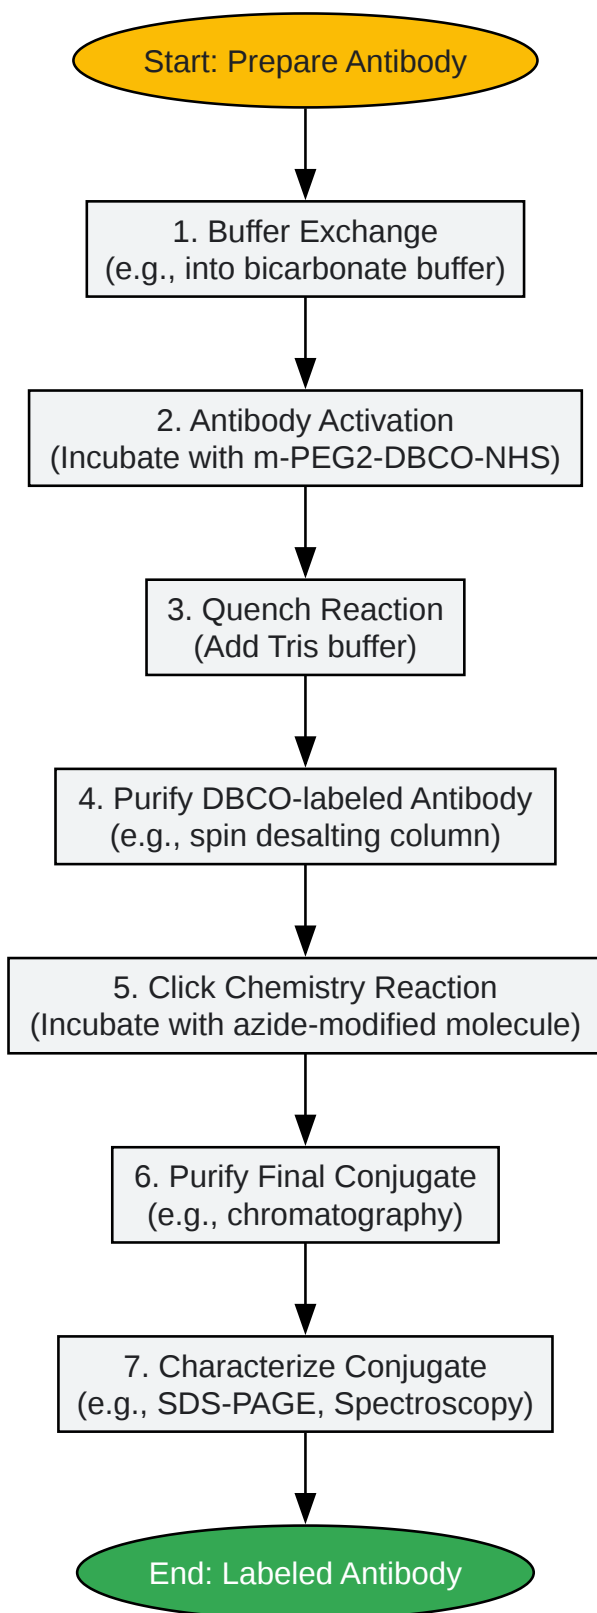 Start: Prepare Antibody
1. Buffer Exchange
(e.g., into bicarbonate buffer)
2. Antibody Activation
(Incubate with m-PEG2-DBCO-NHS)
3. Quench Reaction
(Add Tris buffer)
4. Purify DBCO-labeled Antibody
(e.g., spin desalting column)
5. Click Chemistry Reaction
(Incubate with azide-modified molecule)
6. Purify Final Conjugate
(e.g., chromatography)
7. Characterize Conjugate
(e.g., SDS-PAGE, Spectroscopy)
End: Labeled Antibody